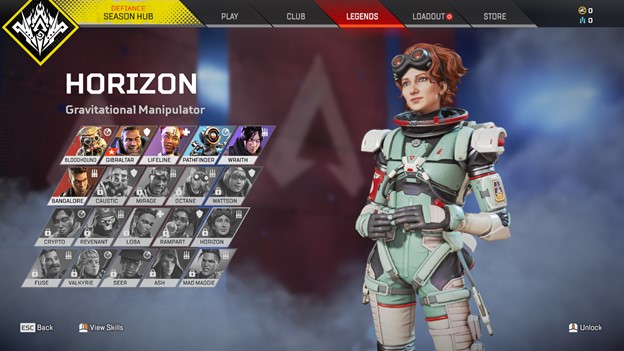 DEFIANCE
SEASON HUB
PLAY
CLUB
LEGENDS
LOADOUT
STORE
0
0
HORIZON
Gravitational Manipulator
BLOODHOUND GIBRALTAR LIFELINE PATHFINDER WRAITH
BANGALORE CAUSTIC MIRAGE OCTANE WATTSON
CRYPTO REVENANT LOBA RAMPART HORIZON
FUSE VALKYRIE SEER ASH MAD MAGGIE
ESC Back
View Skills
Unlock